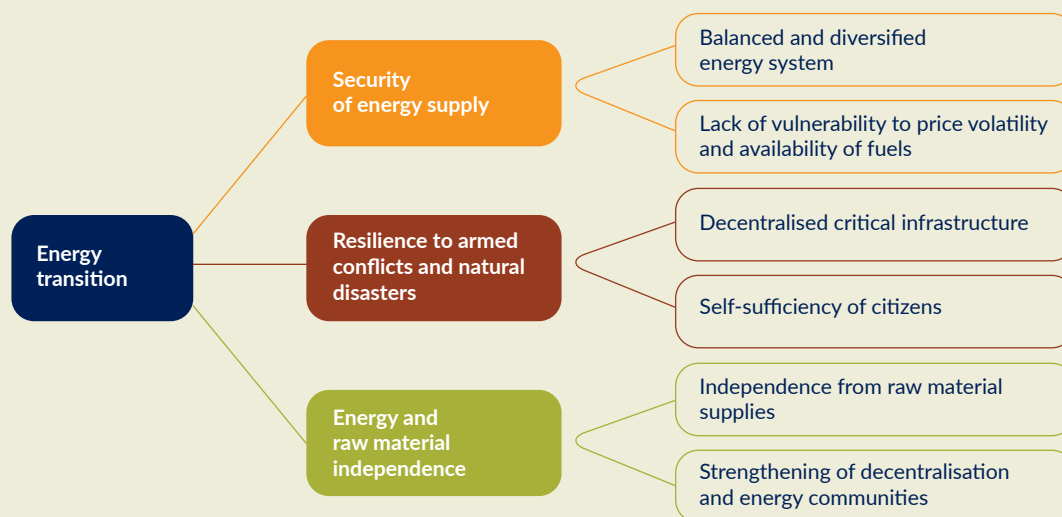 Energy
transition
Security
of energy supply
Balanced and diversified
energy system
Lack of vulnerability to price volatility
and availability of fuels
Resilience to armed
conflicts and natural
disasters
Decentralised critical infrastructure
Self-sufficiency of citizens
Energy and
raw material
independence
Independence from raw material
supplies
Strengthening of decentralisation
and energy communities